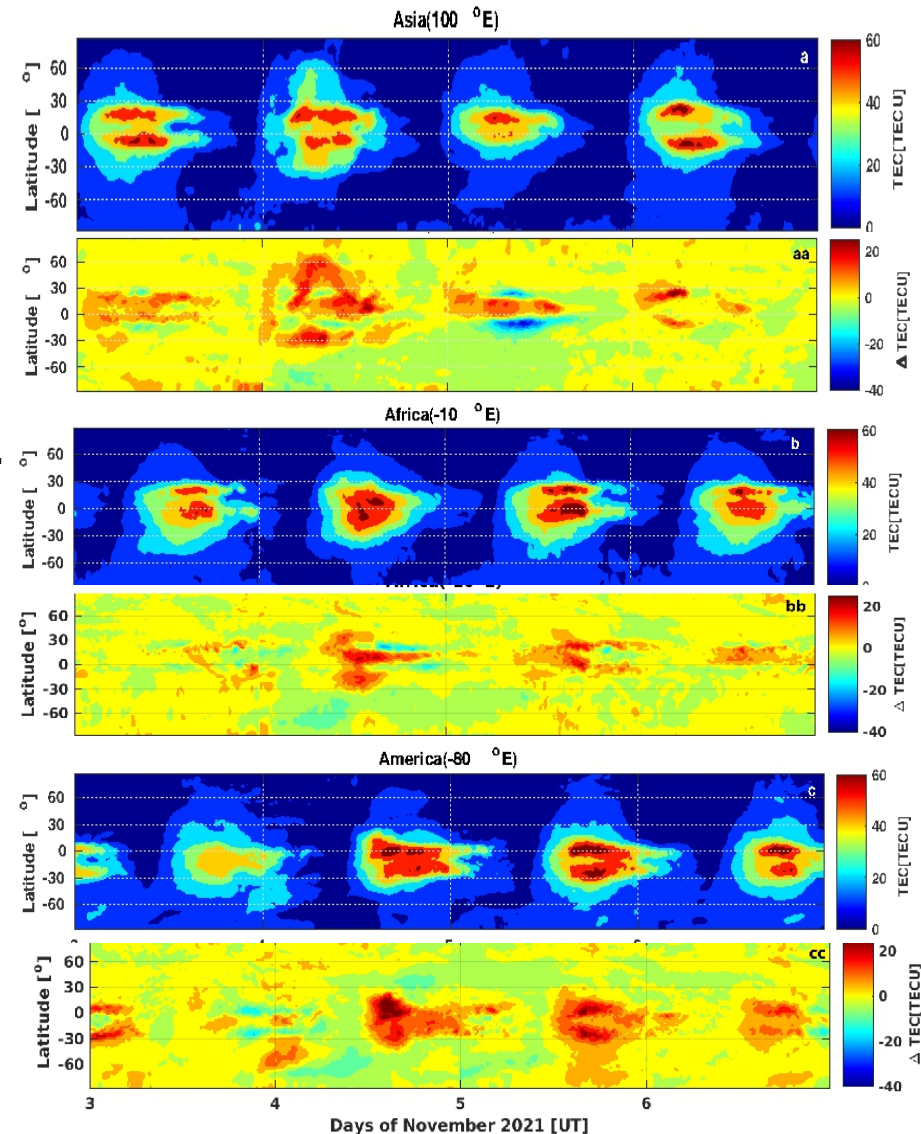 Asia(100 °E)
a
60
30
0
-30
-60
Latitude [ °]
60
40
20
0
TEC[TECU]
aa
60
30
0
-30
-60
Latitude [ °]
20
0
-20
-40
Δ TEC[TECU]
Africa(-10 °E)
b
60
30
0
-30
-60
Latitude [ °]
60
40
20
TEC[TECU]
bb
60
30
0
-30
-60
Latitude [°]
20
0
-20
-40
△ TEC[TECU]
America(-80 °E)
c
60
30
0
-30
-60
Latitude [ °]
60
40
20
0
TEC[TECU]
cc
60
30
0
-30
-60
Latitude [°]
20
0
-20
-40
△ TEC[TECU]
3 4 5 6
Days of November 2021 [UT]